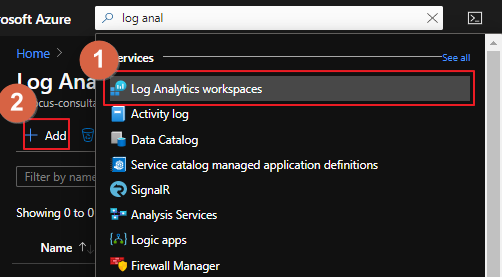 rosoft Azure
log anal
Home
1
ervices
See all
Log Ana
Log Analytics workspaces
ocus-consulta
Activity log
2
Add
Data Catalog
Service catalog managed application definitions
Filter by name
SignalR
Showing 0 to 0
Analysis Services
Logic apps
Name
Firewall Manager